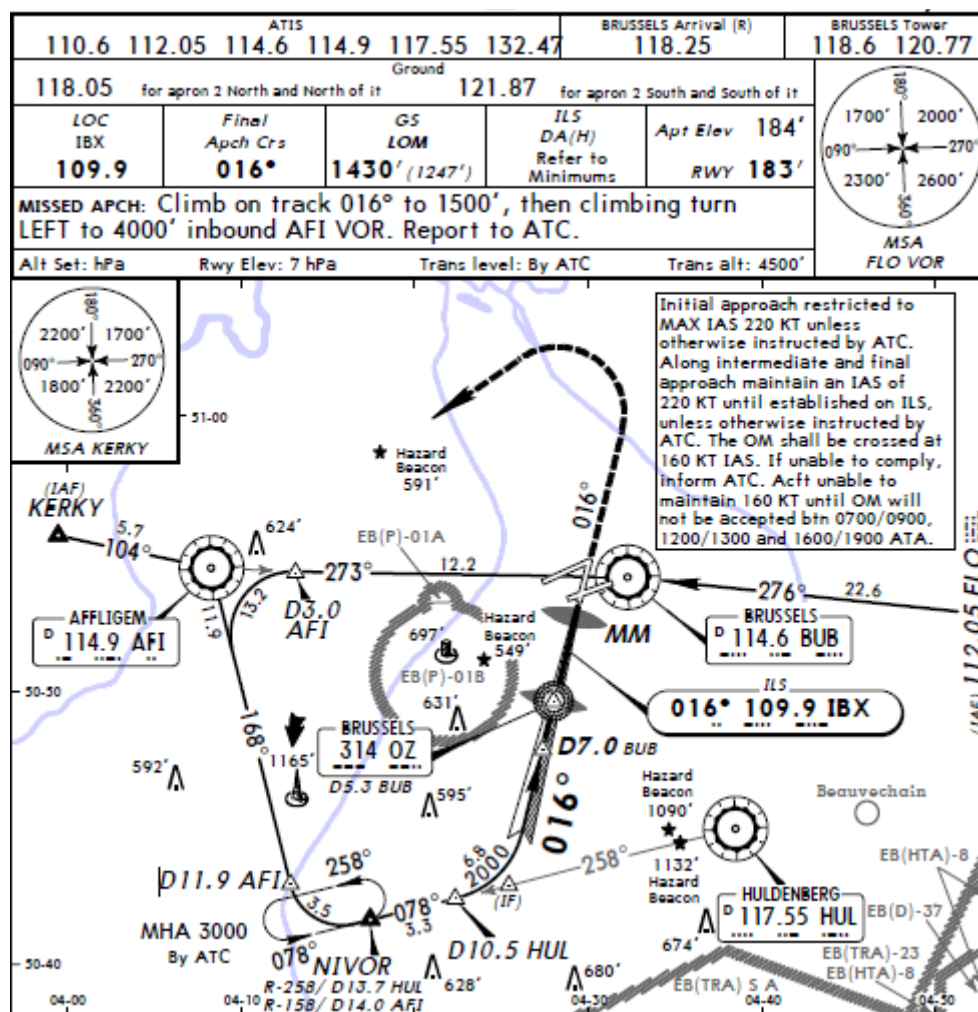 ATIS
110.6 112.05 114.6 114.9 117.55 132.47
BRUSSELS Arrival (R)
118.25
BRUSSELS Tower
118.6 120.77
Ground
118.05 for apron 2 North and North of it 121.87 for apron 2 South and South of it
LOC
IBX
109.9
Final
Apch Crs
016°
GS
LOM
1430' (1247')
ILS
DA(H)
Refer to
Minimums
Apt Elev 184'
RWY 183'
MISSED APCH: Climb on track 016° to 1500', then climbing turn
LEFT to 4000' inbound AFI VOR. Report to ATC.
Alt Set: hPa Rwy Elev: 7 hPa Trans level: By ATC Trans alt: 4500'
180°
1700' 2000'
090° 270°
2300' 2600'
360°
MSA
FLO VOR
180°
2200' 1700'
090° 270°
1800' 2200'
360°
MSA KERKY
Initial approach restricted to
MAX IAS 220 KT unless
otherwise instructed by ATC.
Along intermediate and final
approach maintain an IAS of
220 KT until established on ILS,
unless otherwise instructed by
ATC. The OM shall be crossed at
160 KT IAS. If unable to comply,
inform ATC. Acft unable to
maintain 160 KT until OM will
not be accepted btn 0700/0900,
1200/1300 and 1600/1900 ATA.
51-00
Hazard
Beacon
591'
016°
(IAF)
KERKY
5.7
104°
624'
EB(P)-01A
273°
12.2
276°
22.6
(IAF) 112.05 FLO
D3.0
AFI
13.2
11.9
AFFLIGEM
D 114.9 AFI
MM
BRUSSELS
D 114.6 BUB
697'
Hazard
Beacon
549'
EB(P)-01B
631'
ILS
016° 109.9 IBX
50-30
BRUSSELS
314 OZ
D5.3 BUB
D7.0 BUB
168°
1165'
592'
595'
016°
Hazard
Beacon
1090'
Beauvechain
1132'
Hazard
Beacon
258°
(IF)
6.8
2000
EB(HTA)-8
258°
D11.9 AFI
3.5
078°
3.3
MHA 3000
By ATC
078°
NIVOR
R-258/ D13.7 HUL
R-158/ D14.0 AFI
D10.5 HUL
HULDENBERG
D 117.55 HUL
EB(D)-37
674'
EB(TRA)-23
EB(HTA)-8
EB(TRA) S A
628'
680'
50-40
04-00 04-10 04-30 04-40 04-50